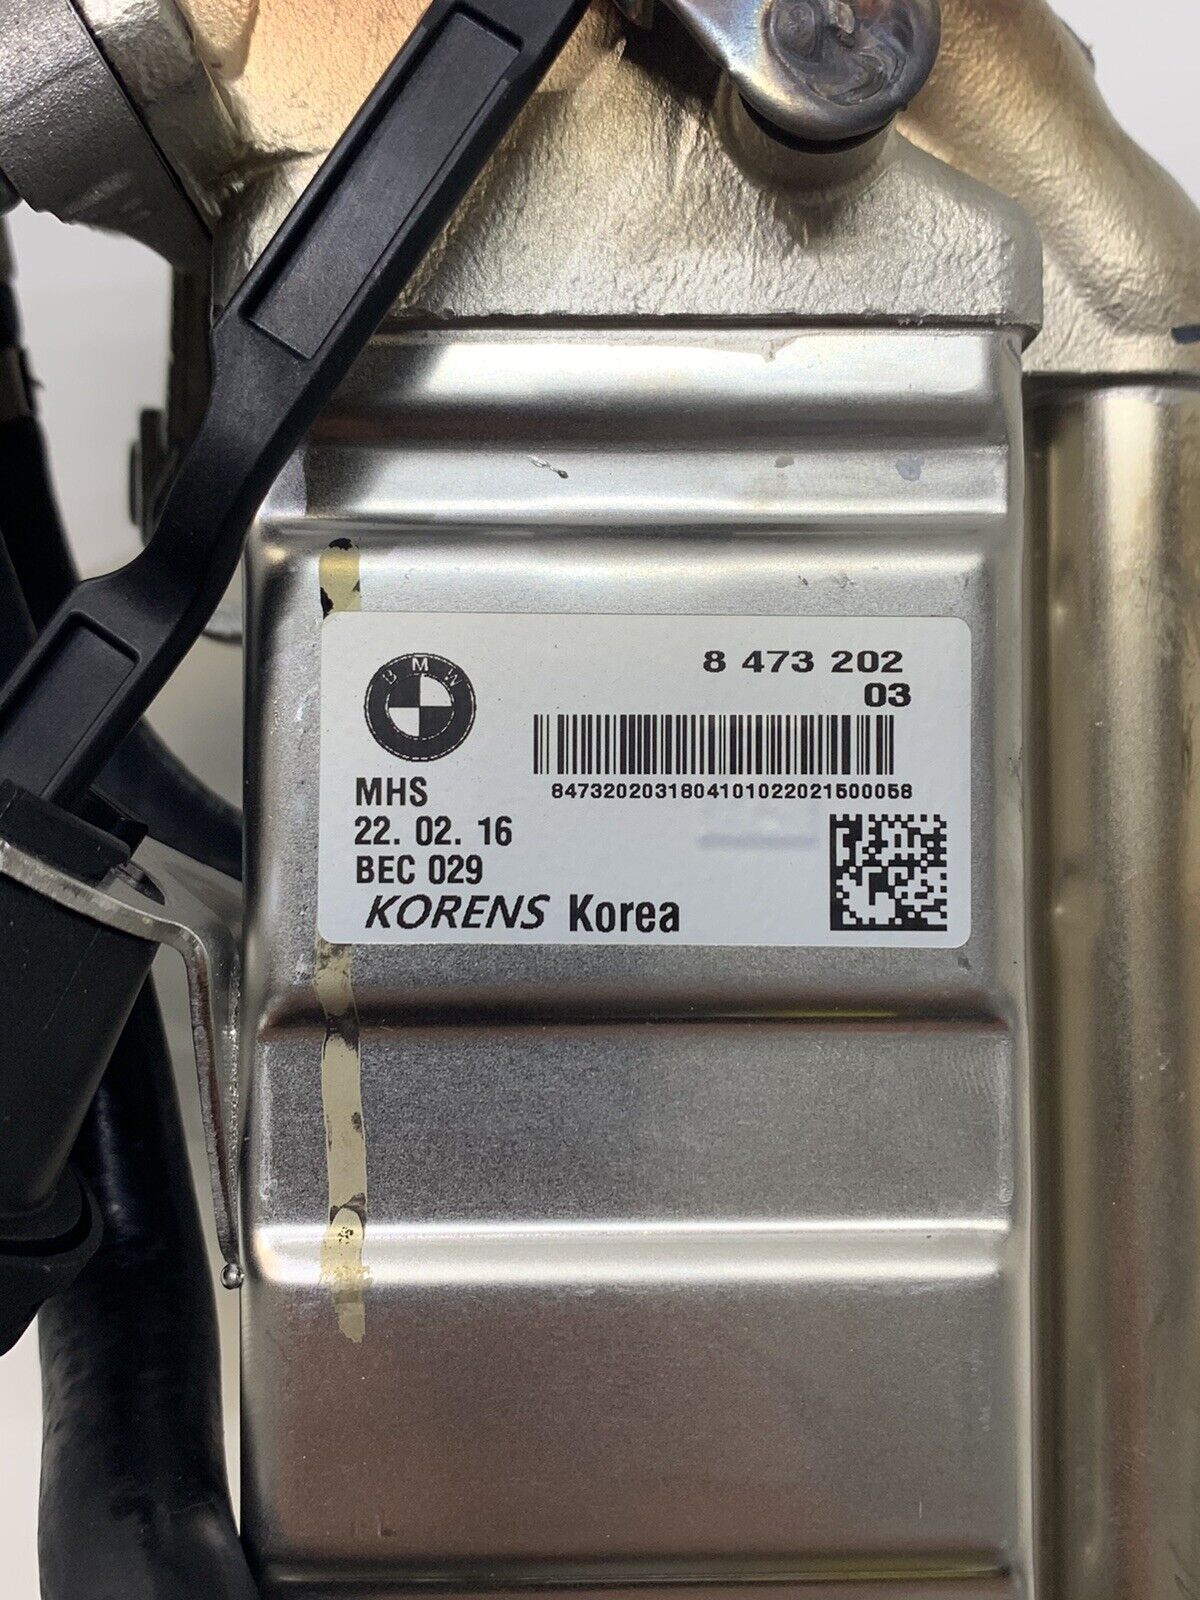 BMW
8 473 202
03
8473202031804101022021500058
MHS
22. 02. 16
BEC 029
KORENS Korea